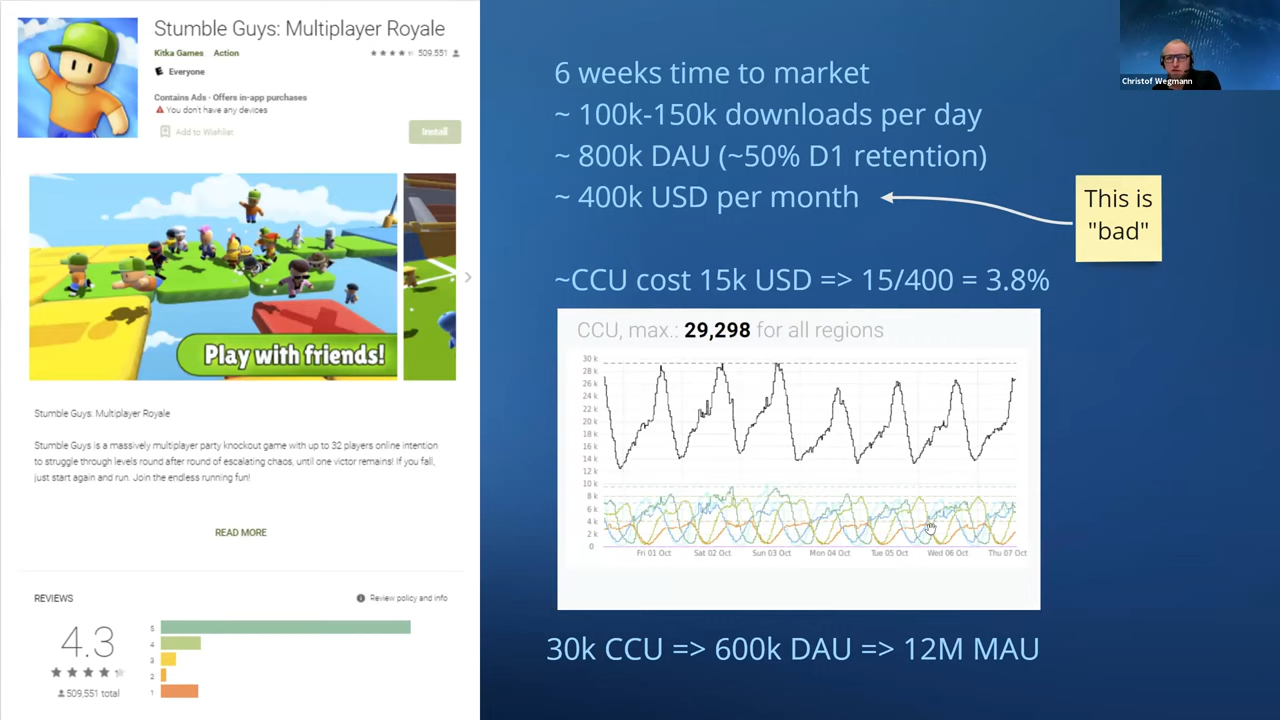 Stumble Guys: Multiplayer Royale
Kitka Games Action
509,551
E Everyone
Contains Ads · Offers in-app purchases
You don't have any devices
Add to Wishlist
Install
Play with friends!
Stumble Guys: Multiplayer Royale
Stumble Guys is a massively multiplayer party knockout game with up to 32 players online intention
to struggle through levels round after round of escalating chaos, until one victor remains! If you fall,
just start again and run. Join the endless running fun!
READ MORE
REVIEWS
Review policy and info
4.3
509,551 total
5
4
3
2
1
6 weeks time to market
~ 100k-150k downloads per day
~ 800k DAU (~50% D1 retention)
~ 400k USD per month
This is
"bad"
~CCU cost 15k USD => 15/400 = 3.8%
CCU, max.: 29,298 for all regions
30 k
28 k
26 k
24 k
22 k
20 k
18 k
16 k
14 k
12 k
10 k
8 k
6 k
4 k
2 k
0
Fri 01 Oct Sat 02 Oct Sun 03 Oct Mon 04 Oct Tue 05 Oct Wed 06 Oct Thu 07 Oct
30k CCU => 600k DAU => 12M MAU
Christof Wegmann